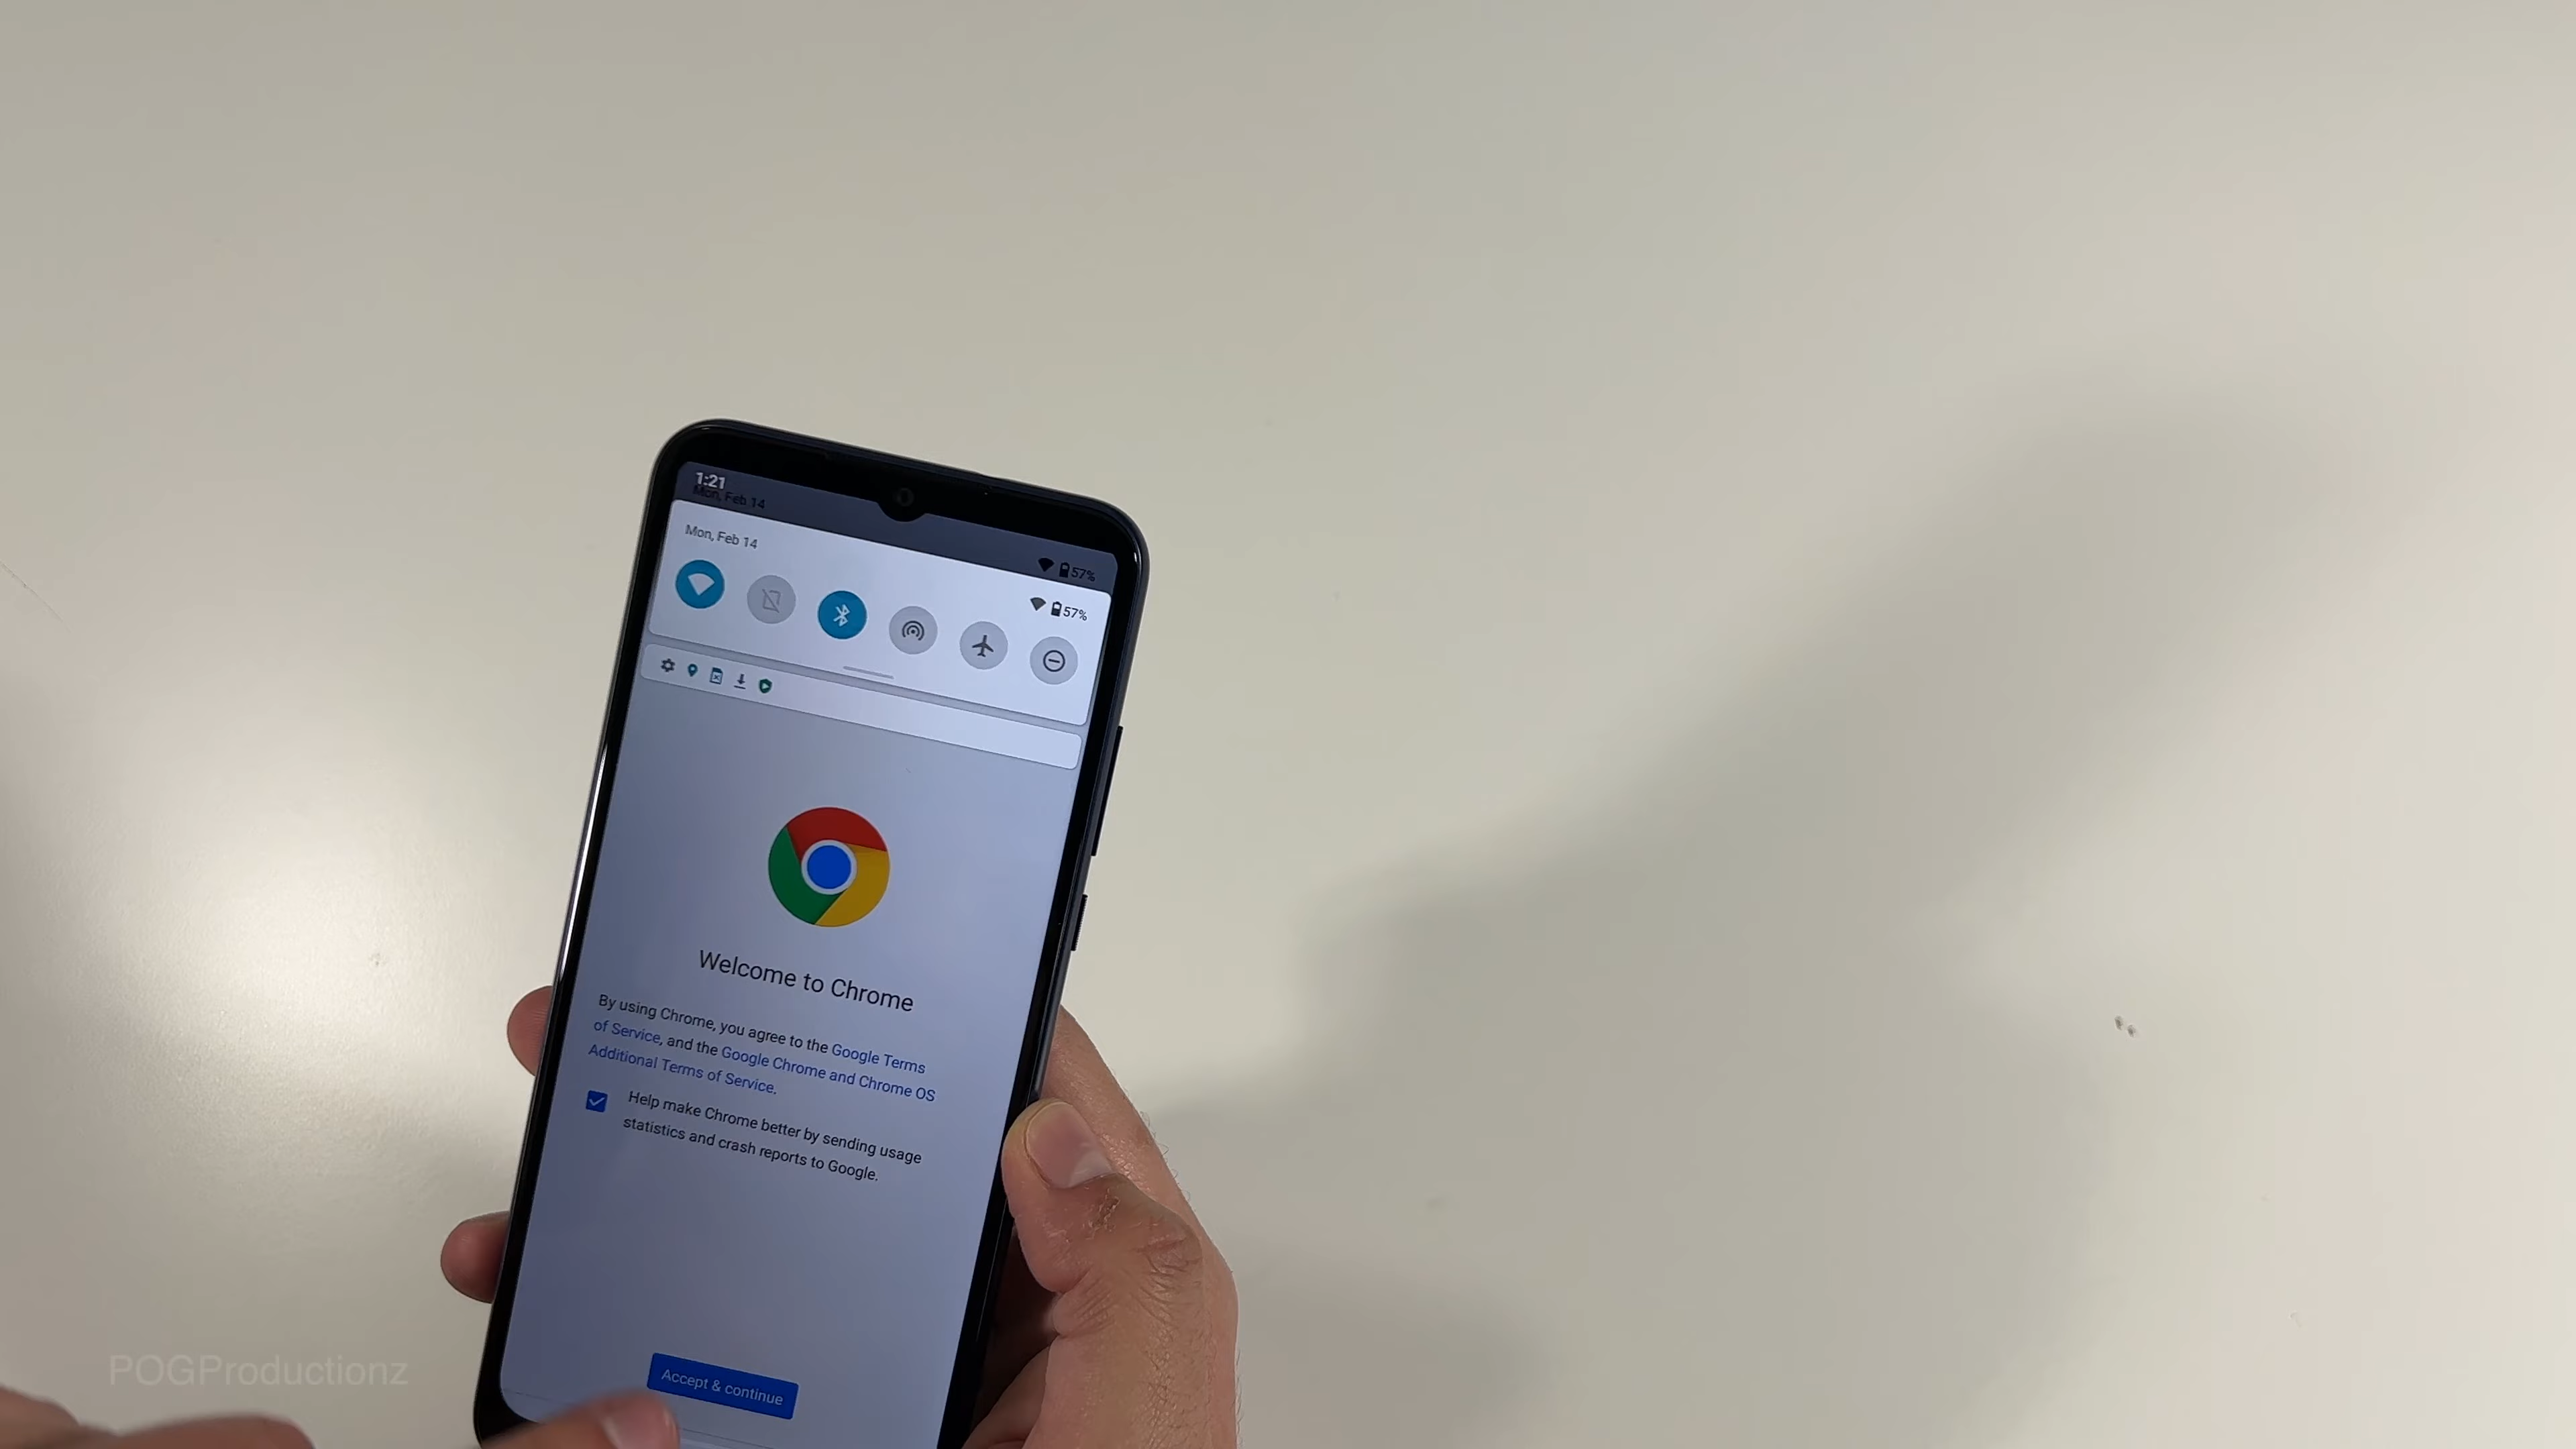 1:21
Mon, Feb 14
57%
Mon, Feb 14
57%
Welcome to Chrome
By using Chrome, you agree to the Google Terms
of Service, and the Google Chrome and Chrome OS
Additional Terms of Service.
Help make Chrome better by sending usage
statistics and crash reports to Google.
Accept & continue
POGProductionz